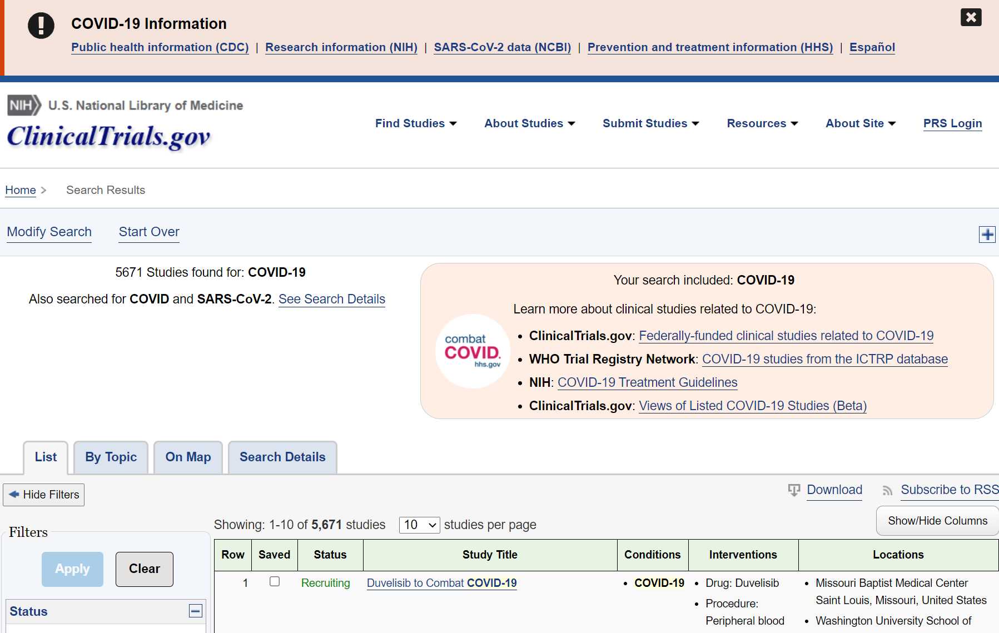 COVID-19 Information
Public health information (CDC) | Research information (NIH) | SARS-CoV-2 data (NCBI) | Prevention and treatment information (HHS) | Español
NIH U.S. National Library of Medicine
ClinicalTrials.gov
Find Studies About Studies Submit Studies Resources About Site PRS Login
Home > Search Results
Modify Search Start Over
5671 Studies found for: COVID-19
Also searched for COVID and SARS-CoV-2. See Search Details
Your search included: COVID-19
Learn more about clinical studies related to COVID-19:
combat
COVID.
hhs.gov
• ClinicalTrials.gov: Federally-funded clinical studies related to COVID-19
• WHO Trial Registry Network: COVID-19 studies from the ICTRP database
• NIH: COVID-19 Treatment Guidelines
• ClinicalTrials.gov: Views of Listed COVID-19 Studies (Beta)
List By Topic On Map Search Details
Hide Filters
Download Subscribe to RSS
Show/Hide Columns
Showing: 1-10 of 5,671 studies 10 studies per page
Filters
Apply Clear
Status
Row Saved Status Study Title Conditions Interventions Locations
1 Recruiting Duvelisib to Combat COVID-19 • COVID-19 • Drug: Duvelisib • Missouri Baptist Medical Center
Saint Louis, Missouri, United States
• Procedure:
Peripheral blood • Washington University School of